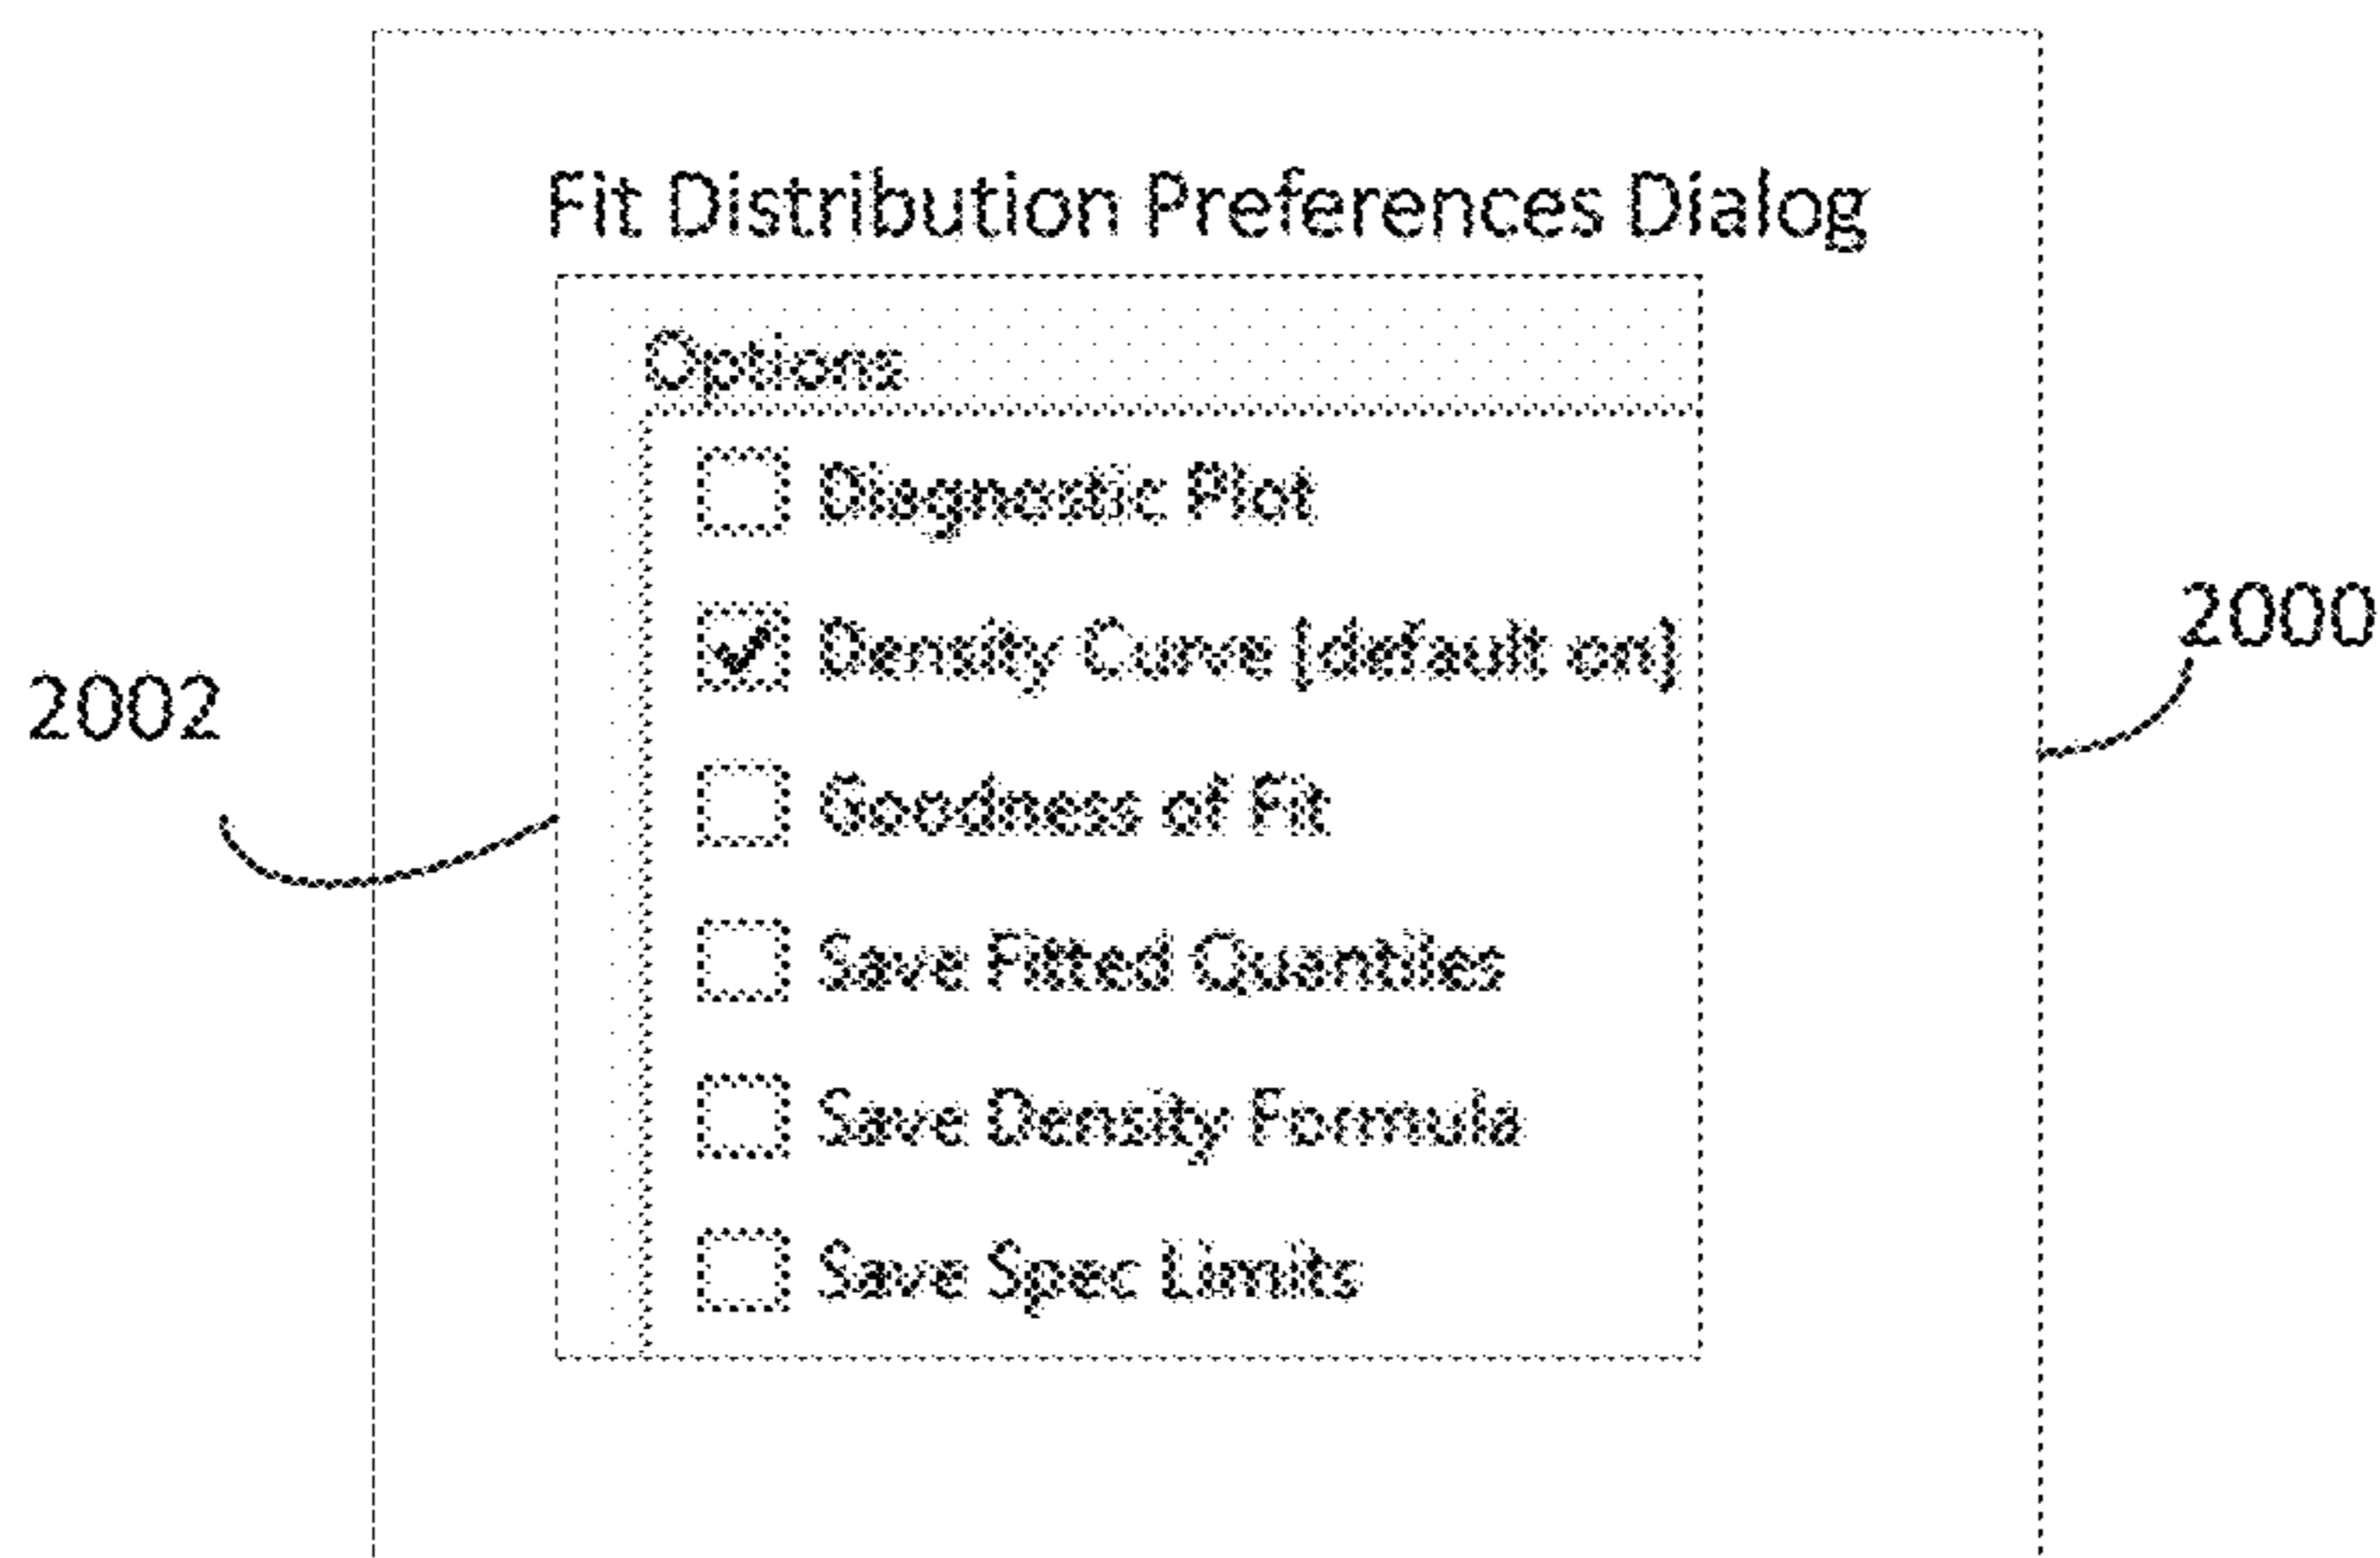 Fit Distribution Preferences Dialog
Options
Diagnostic Plot
Density Curve (default on)
2000
2002
Goodness of Fit
Save Fitted Quantiles
Save Density Formula
Save Spec Limits